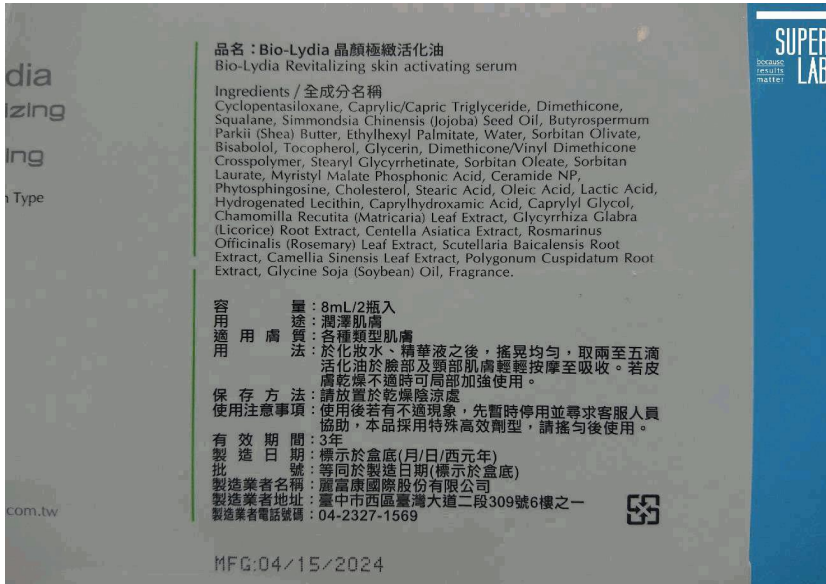 dia
izing
ing
Type
com.tw
品名：Bio-Lydia 晶顏極緻活化油
Bio-Lydia Revitalizing skin activating serum
Ingredients / 全成分名稱
Cyclopentasiloxane, Caprylic/Capric Triglyceride, Dimethicone,
Squalane, Simmondsia Chinensis (Jojoba) Seed Oil, Butyrospermum
Parkii (Shea) Butter, Ethylhexyl Palmitate, Water, Sorbitan Olivate,
Bisabolol, Tocopherol, Glycerin, Dimethicone/Vinyl Dimethicone
Crosspolymer, Stearyl Glycyrrhetinate, Sorbitan Oleate, Sorbitan
Laurate, Myristyl Malate Phosphonic Acid, Ceramide NP,
Phytosphingosine, Cholesterol, Stearic Acid, Oleic Acid, Lactic Acid,
Hydrogenated Lecithin, Caprylhydroxamic Acid, Caprylyl Glycol,
Chamomilla Recutita (Matricaria) Leaf Extract, Glycyrrhiza Glabra
(Licorice) Root Extract, Centella Asiatica Extract, Rosmarinus
Officinalis (Rosemary) Leaf Extract, Scutellaria Baicalensis Root
Extract, Camellia Sinensis Leaf Extract, Polygonum Cuspidatum Root
Extract, Glycine Soja (Soybean) Oil, Fragrance.
容量：8mL/2瓶入
用途：潤澤肌膚
適用膚質：各種類型肌膚
用法：於化妝水、精華液之後，搖晃均勻，取兩至五滴
活化油於臉部及頸部肌膚輕輕按摩至吸收。若皮
膚乾燥不適時可局部加強使用。
保存方法：請放置於乾燥陰涼處
使用注意事項：使用後若有不適現象，先暫時停用並尋求客服人員
協助，本品採用特殊高效劑型，請搖勻後使用。
有效期間：3年
製造日期：標示於盒底(月/日/西元年)
批號：等同於製造日期(標示於盒底)
製造業者名稱：麗富康國際股份有限公司
製造業者地址：臺中市西區臺灣大道二段309號6樓之一
製造業者電話號碼：04-2327-1569
MFG:04/15/2024
SUPER
LAB
because
results
matter